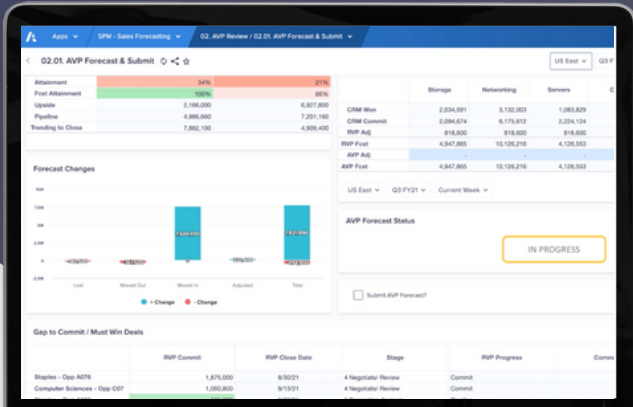 Apps SPM - Sales Forecasting 02. AVP Review / 02.01. AVP Forecast & Submit
02.01. AVP Forecast & Submit US East Q3 F
Attainment 34% 21%
Fcst Attainment 100% 66%
Upside 2,166,000 6,927,800
Pipeline 4,986,660 7,201,160
Trending to Close 7,882,100 4,909,400
Storage Networking Servers C
CRM Won 2,034,591 3,132,003 1,083,829
CRM Commit 2,094,674 6,175,612 2,224,124
RVP Adj 818,600 818,600 818,600
RVP Fcst 4,947,865 10,126,216 4,126,553
AVP Adj - - -
AVP Fcst 4,947,865 10,126,216 4,126,553
US East Q3 FY21 Current Week
Forecast Changes
Lost Moved Out Moved In Adjusted Total
+ Change - Change
AVP Forecast Status
IN PROGRESS
Submit AVP Forecast?
Gap to Commit / Must Win Deals
RVP Commit RVP Close Date Stage RVP Progress Comm
Staples - Opp A076 1,875,000 8/30/21 4 Negotiate/ Review Commit
Computer Sciences - Opp C07 1,060,800 9/13/21 4 Negotiate/ Review Commit